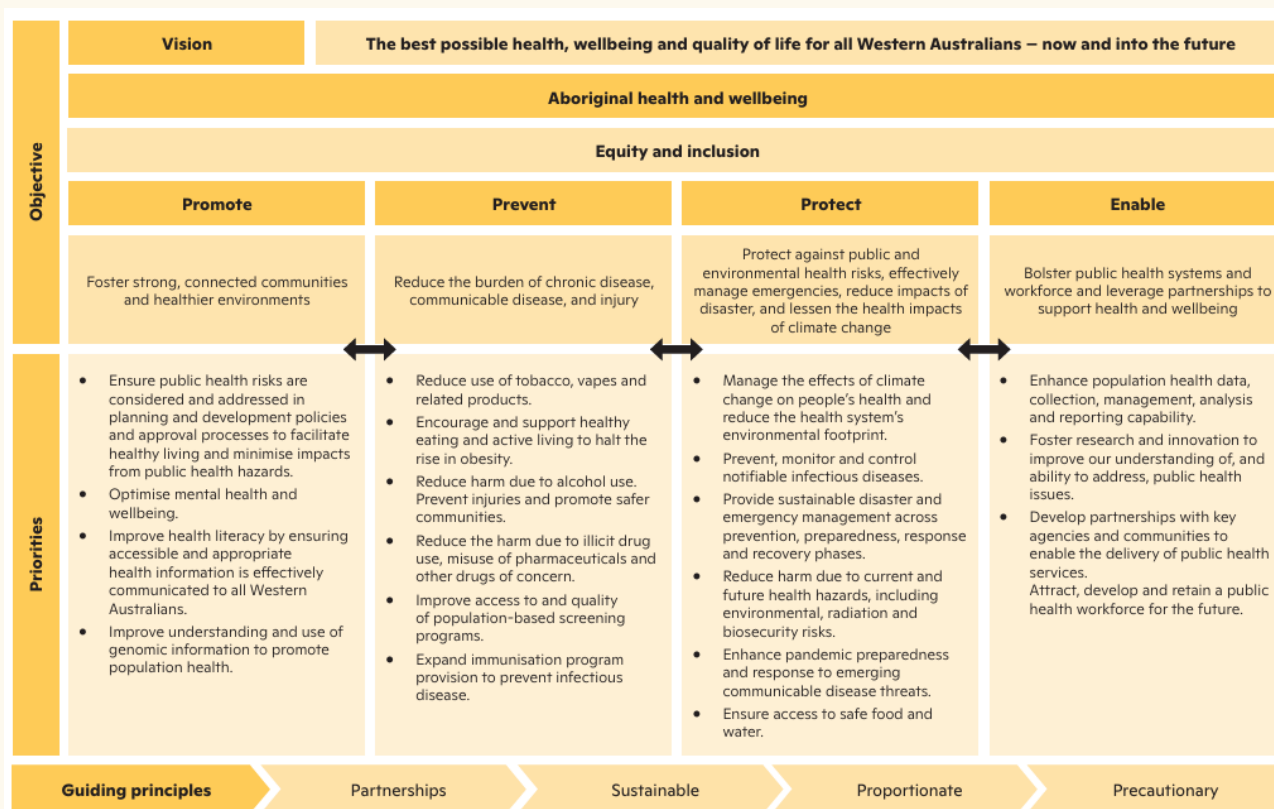 Objective
Vision
The best possible health, wellbeing and quality of life for all Western Australians – now and into the future
Aboriginal health and wellbeing
Equity and inclusion
Promote
Foster strong, connected communities
and healthier environments
Prevent
Reduce the burden of chronic disease,
communicable disease, and injury
Protect
Protect against public and
environmental health risks, effectively
manage emergencies, reduce impacts of
disaster, and lessen the health impacts
of climate change
Enable
Bolster public health systems and
workforce and leverage partnerships to
support health and wellbeing
Priorities
• Ensure public health risks are
considered and addressed in
planning and development policies
and approval processes to facilitate
healthy living and minimise impacts
from public health hazards.
• Optimise mental health and
wellbeing.
• Improve health literacy by ensuring
accessible and appropriate
health information is effectively
communicated to all Western
Australians.
• Improve understanding and use of
genomic information to promote
population health.
• Reduce use of tobacco, vapes and
related products.
• Encourage and support healthy
eating and active living to halt the
rise in obesity.
• Reduce harm due to alcohol use.
Prevent injuries and promote safer
communities.
• Reduce the harm due to illicit drug
use, misuse of pharmaceuticals and
other drugs of concern.
• Improve access to and quality
of population-based screening
programs.
• Expand immunisation program
provision to prevent infectious
disease.
• Manage the effects of climate
change on people's health and
reduce the health system's
environmental footprint.
• Prevent, monitor and control
notifiable infectious diseases.
• Provide sustainable disaster and
emergency management across
prevention, preparedness, response
and recovery phases.
• Reduce harm due to current and
future health hazards, including
environmental, radiation and
biosecurity risks.
• Enhance pandemic preparedness
and response to emerging
communicable disease threats.
• Ensure access to safe food and
water.
• Enhance population health data,
collection, management, analysis
and reporting capability.
• Foster research and innovation to
improve our understanding of, and
ability to address, public health
issues.
• Develop partnerships with key
agencies and communities to
enable the delivery of public health
services.
Attract, develop and retain a public
health workforce for the future.
Guiding principles
Partnerships
Sustainable
Proportionate
Precautionary